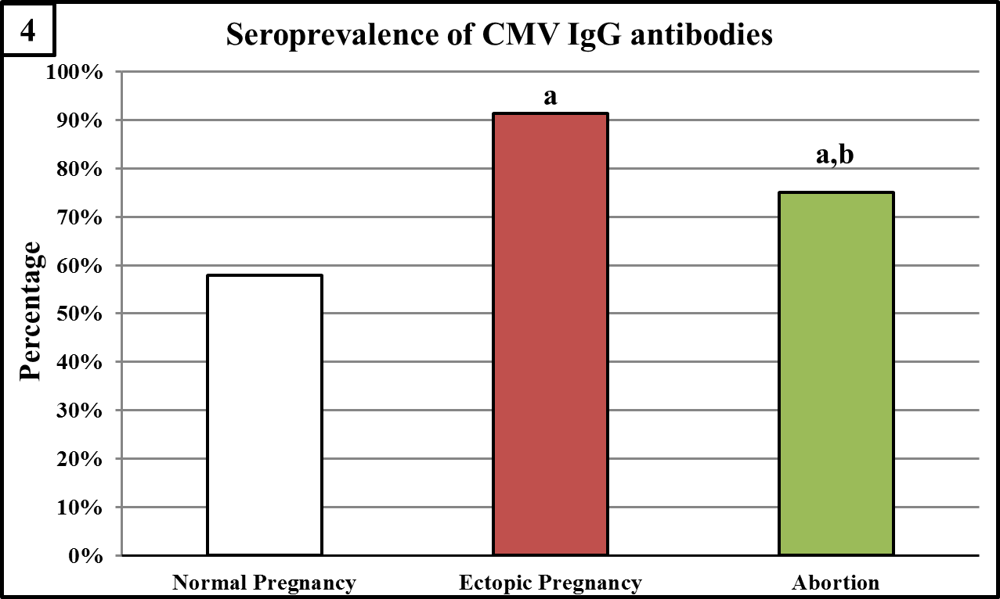 4
Seroprevalence of CMV IgG antibodies
100%
90%
80%
70%
60%
50%
40%
30%
20%
10%
0%
Percentage
a
a,b
Normal Pregnancy
Ectopic Pregnancy
Abortion